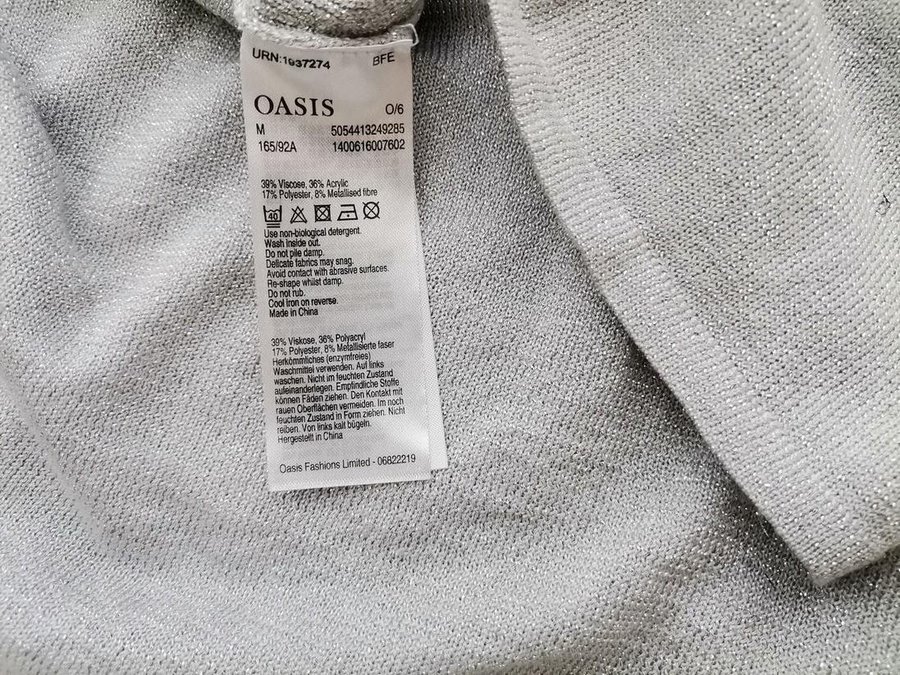 URN:1937274 BFE
OASIS O/6
M 5054413249285
165/92A 1400616007602
39% Viscose, 36% Acrylic
17% Polyester, 8% Metallised fibre
40
Use non-biological detergent.
Wash inside out.
Do not pile damp.
Delicate fabrics may snag.
Avoid contact with abrasive surfaces.
Re-shape whilst damp.
Do not rub.
Cool iron on reverse.
Made in China
39% Viskose, 36% Polyacryl
17% Polyester, 8% Metallisierte faser
Herkömmliches (enzymfreies)
Waschmittel verwenden. Auf links
waschen. Nicht im feuchten Zustand
aufeinanderlegen. Empfindliche Stoffe
können Fäden ziehen. Den Kontakt mit
rauen Oberflächen vermeiden. Im noch
feuchten Zustand in Form ziehen. Nicht
reiben. Von links kalt bügeln.
Hergestellt in China
Oasis Fashions Limited - 06822219